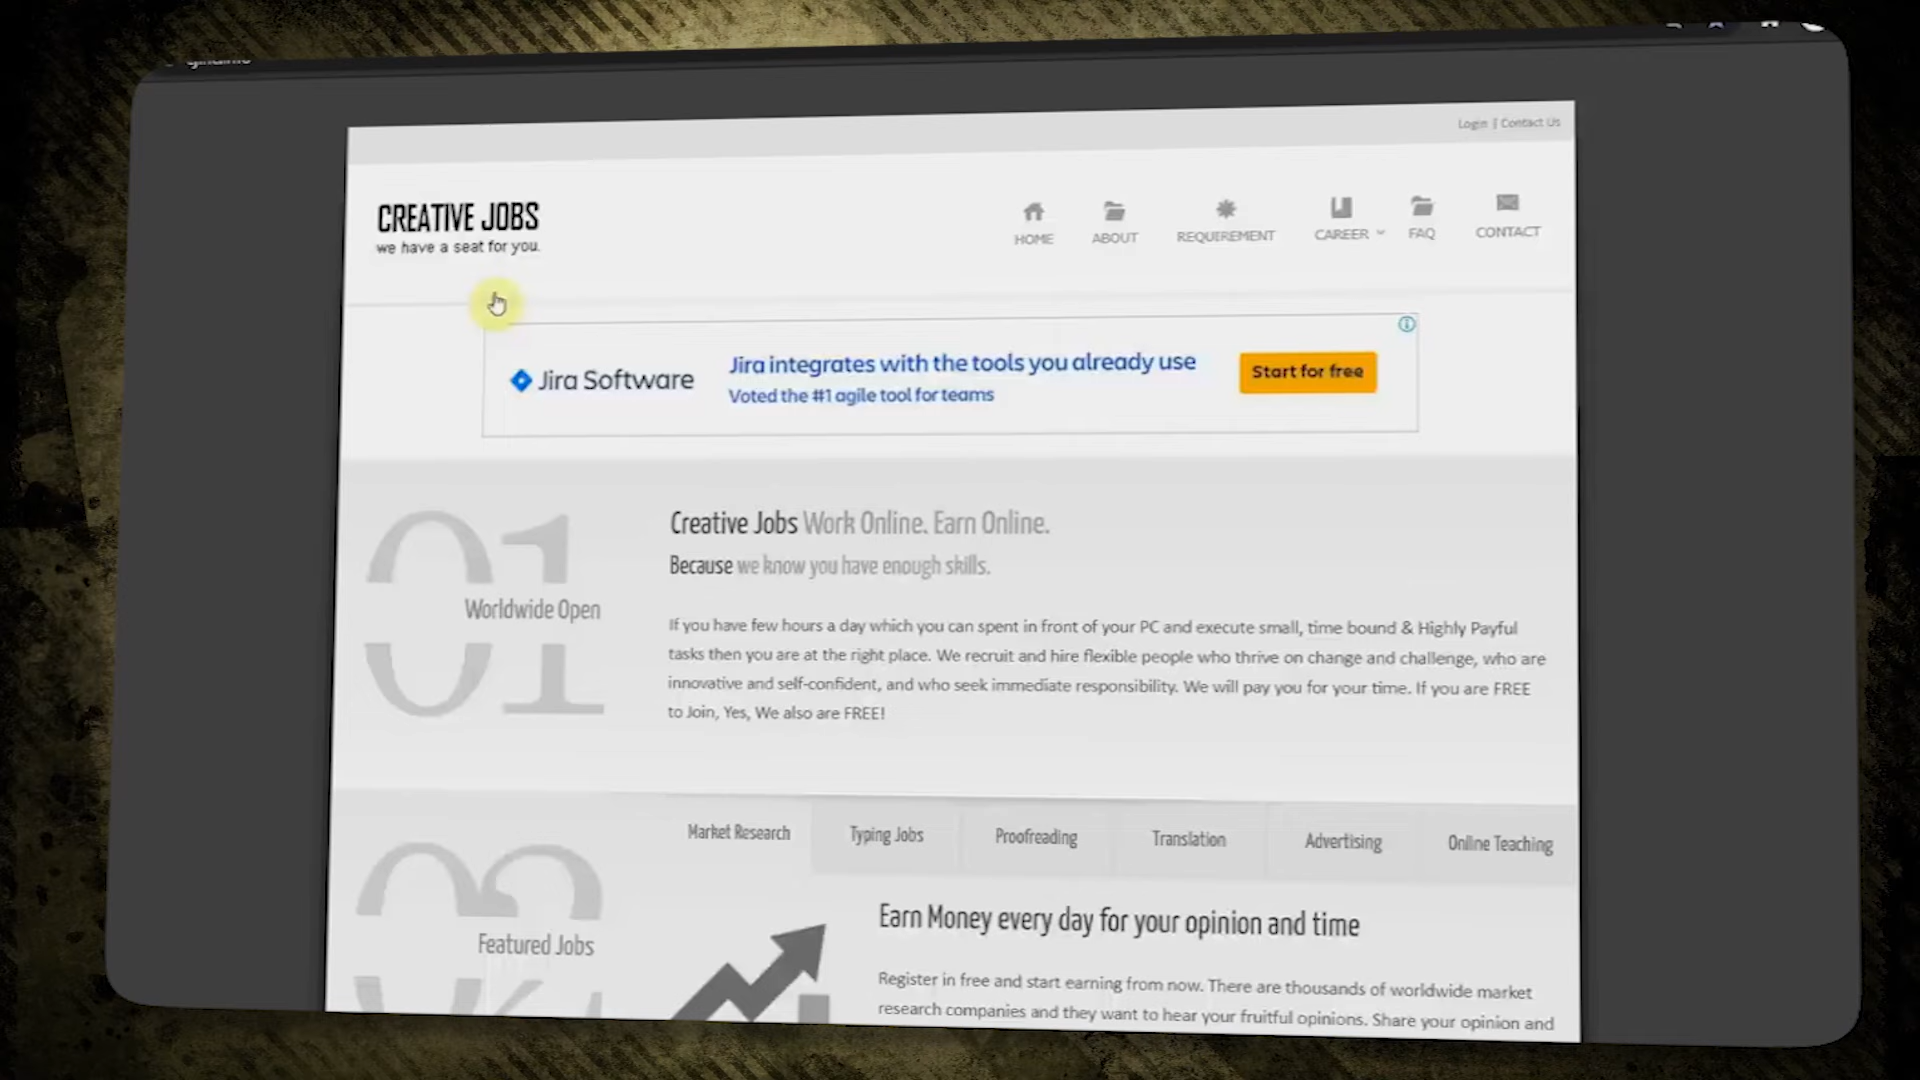 Login | Contact Us
CREATIVE JOBS
we have a seat for you.
HOME
ABOUT
REQUIREMENT
CAREER
FAQ
CONTACT
Jira Software
Jira integrates with the tools you already use
Voted the #1 agile tool for teams
Start for free
01
Worldwide Open
Creative Jobs Work Online. Earn Online.
Because we know you have enough skills.
If you have few hours a day which you can spent in front of your PC and execute small, time bound & Highly Payful
tasks then you are at the right place. We recruit and hire flexible people who thrive on change and challenge, who are
innovative and self-confident, and who seek immediate responsibility. We will pay you for your time. If you are FREE
to Join, Yes, We also are FREE!
Market Research
Typing Jobs
Proofreading
Translation
Advertising
Online Teaching
Featured Jobs
Earn Money every day for your opinion and time
Register in free and start earning from now. There are thousands of worldwide market
research companies and they want to hear your fruitful opinions. Share your opinion and